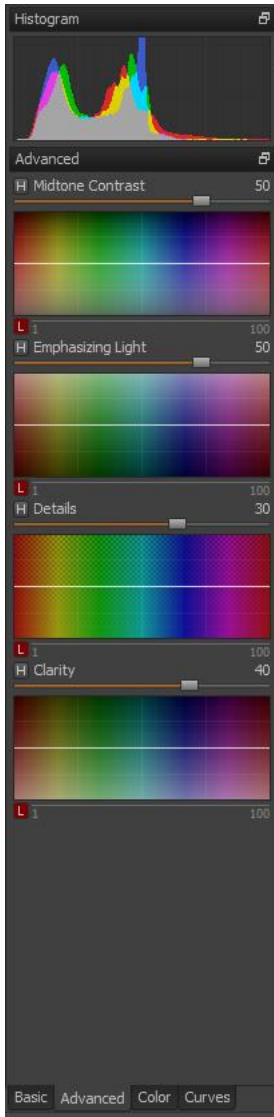 Histogram
Advanced
H Midtone Contrast 50
L 1 100
H Emphasizing Light 50
L 1 100
H Details 30
L 1 100
H Clarity 40
L 1 100
Basic Advanced Color Curves